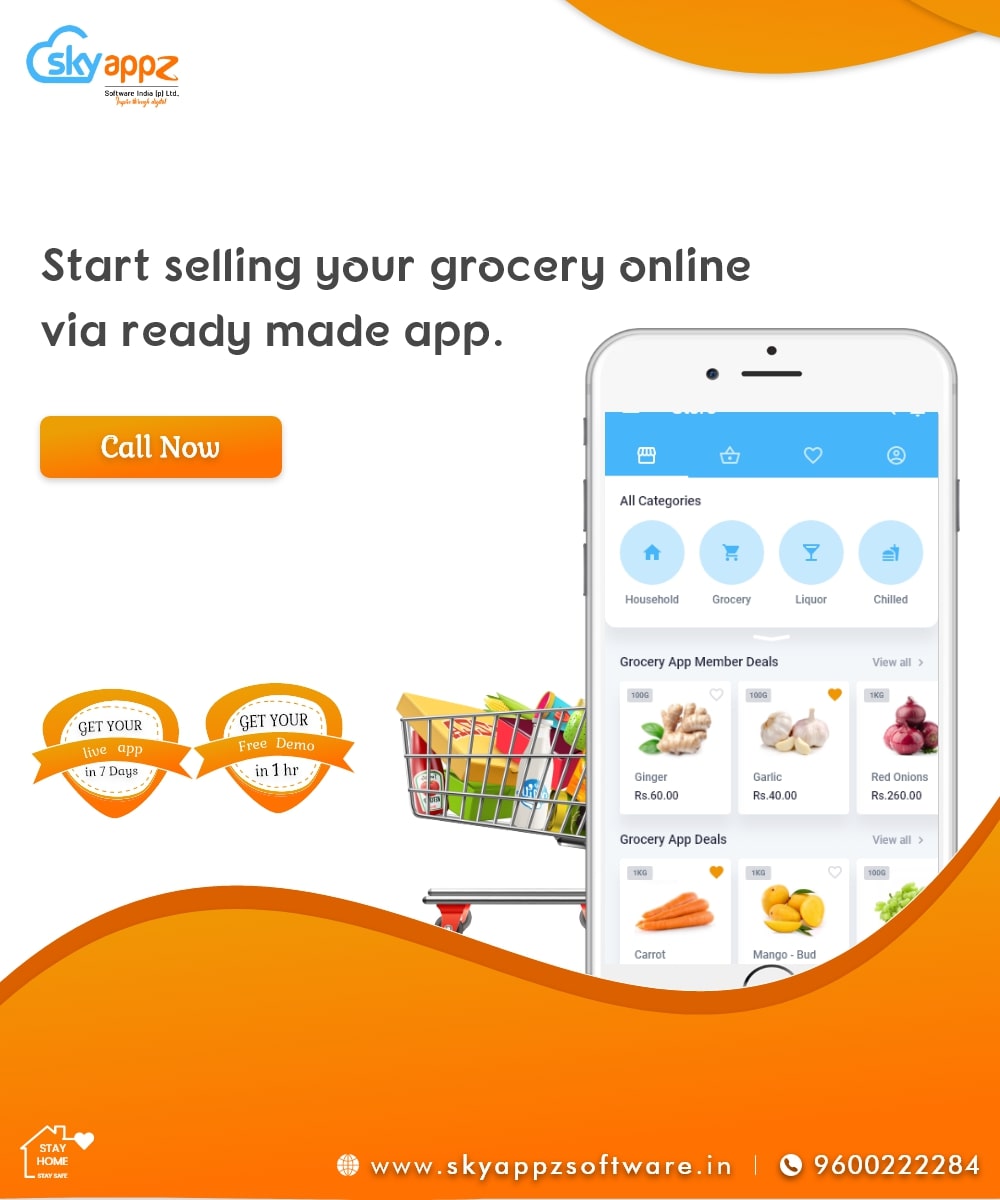 sky appz
Software India (p) Ltd.,
Inspire through digital
Start selling your grocery online
via ready made app.
Call Now
All Categories
Household Grocery Liquor Chilled
Grocery App Member Deals View all >
100G 100G 1KG
Ginger Garlic Red Onions
Rs.60.00 Rs.40.00 Rs.260.00
Grocery App Deals View all >
1KG 1KG 100G
Carrot Mango - Bud
GET YOUR
live app
in 7 Days
GET YOUR
Free Demo
in 1 hr
STAY
HOME
STAY SAFE
www.skyappzsoftware.in | 9600222284